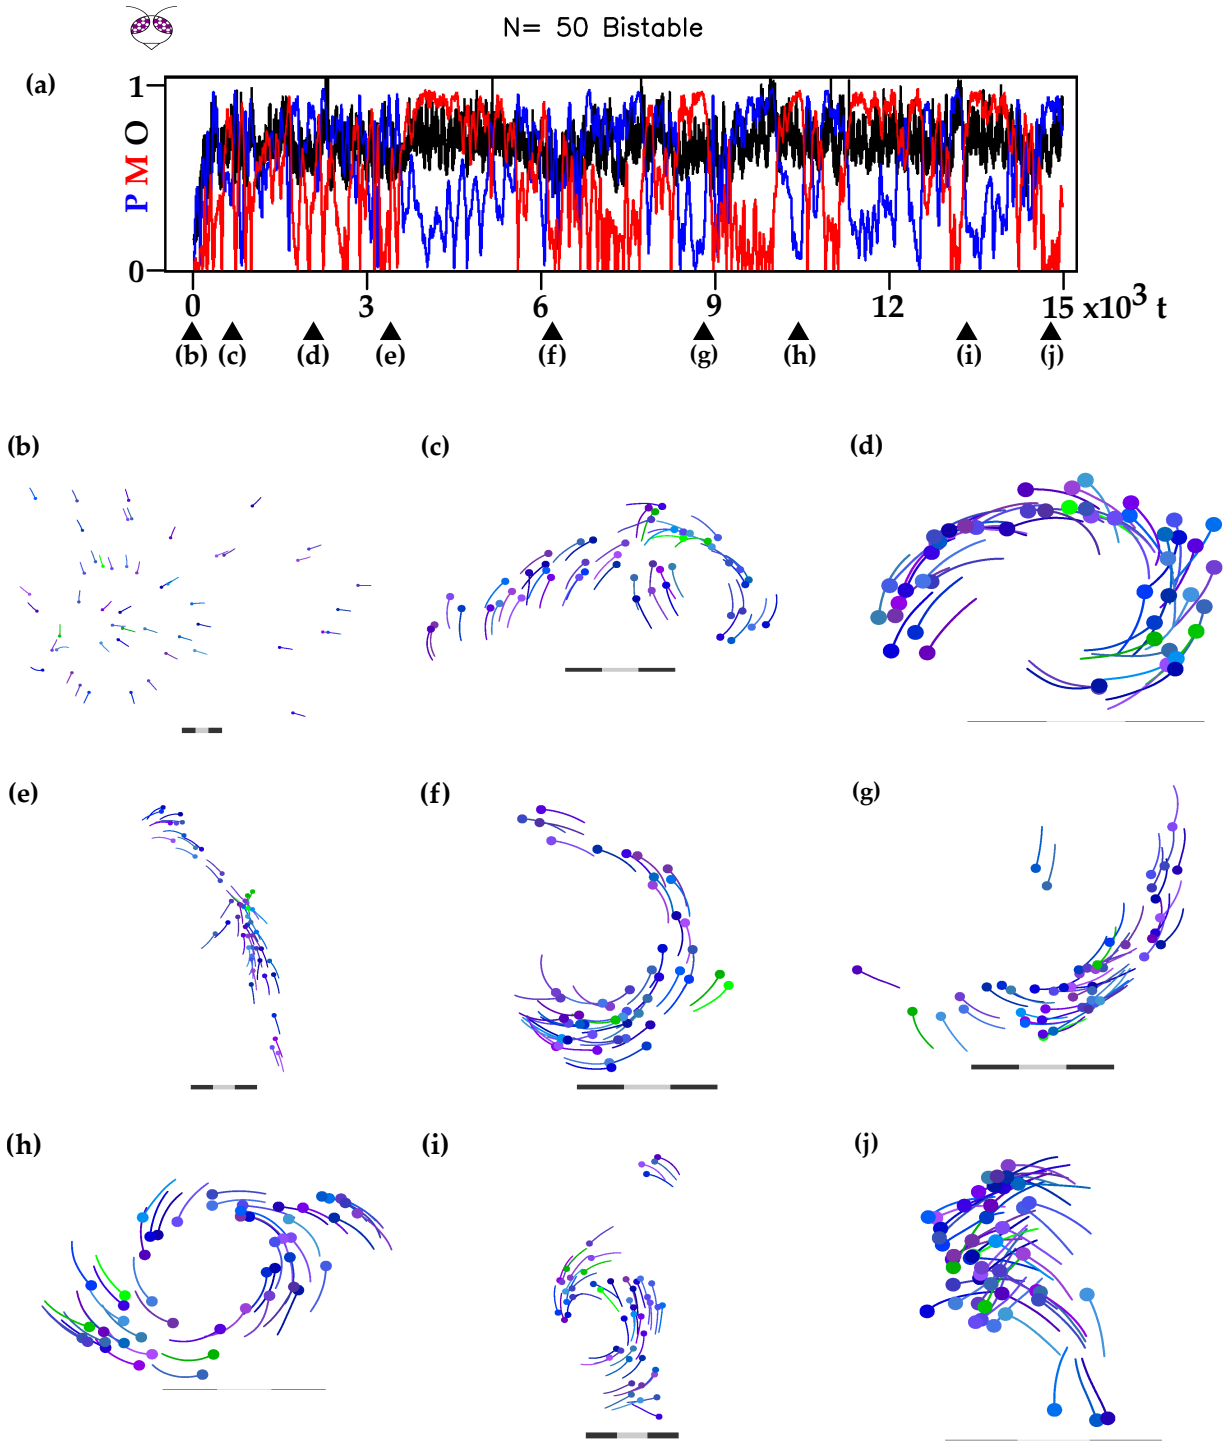 N= 50 Bistable
(a)
1
P M O
0
0 3 6 9 12 15 x10³ t
(b) (c) (d) (e) (f) (g) (h) (i) (j)
(b) (c) (d)
(e) (f) (g)
(h) (i) (j)